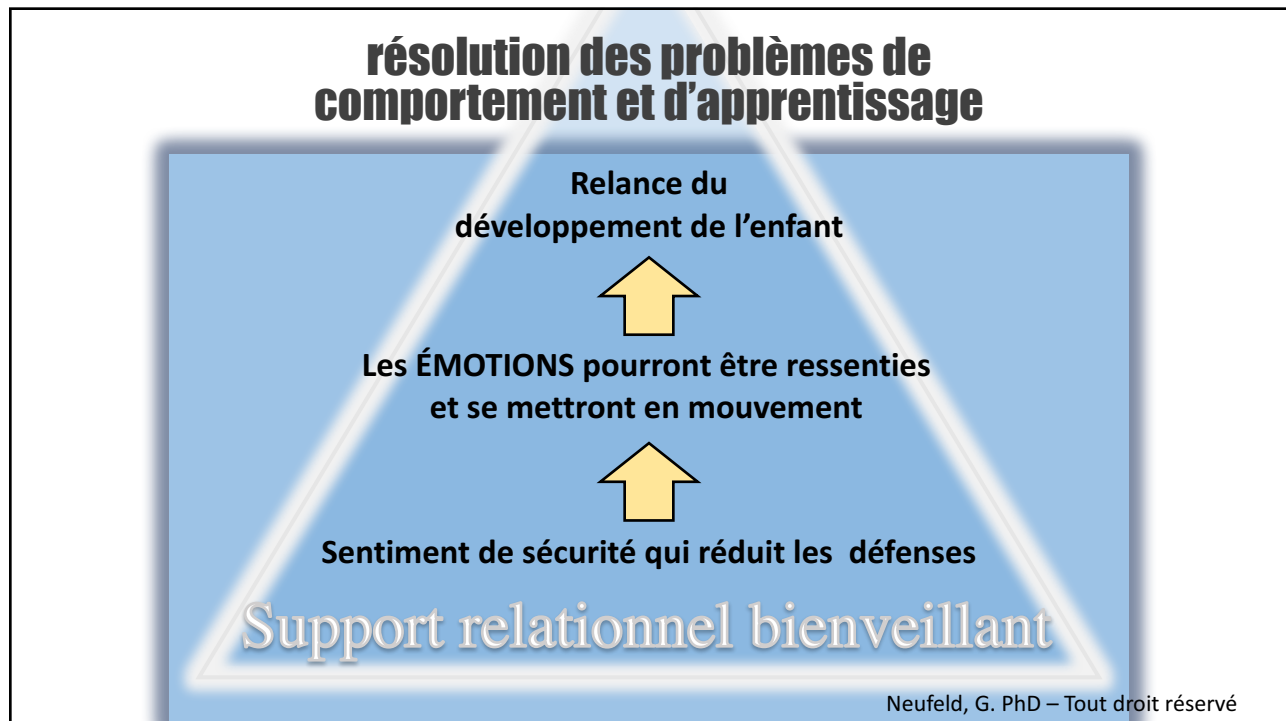 résolution des problèmes de
comportement et d’apprentissage
Relance du
développement de l’enfant
Les ÉMOTIONS pourront être ressenties
et se mettront en mouvement
Sentiment de sécurité qui réduit les  défenses
Support relationnel bienveillant
Neufeld, G. PhD – Tout droit réservé